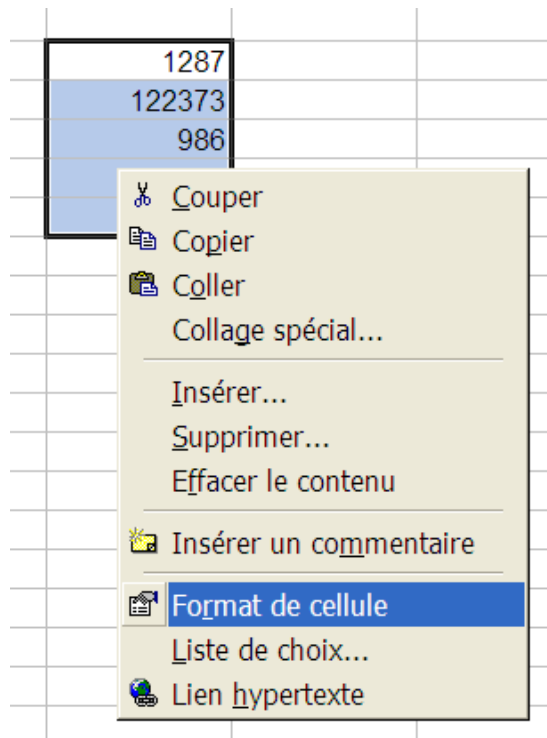 1287
122373
986
Couper
Copier
Coller
Collage spécial...
Insérer...
Supprimer...
Effacer le contenu
Insérer un commentaire
Format de cellule
Liste de choix...
Lien hypertexte